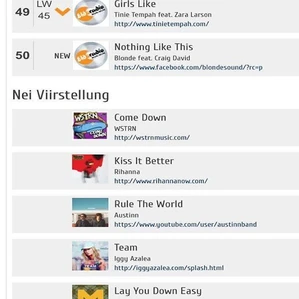 49
LW
45
Girls Like
Tinie Tempah feat. Zara Larson
http://www.tinietempah.com/
50
NEW
Nothing Like This
Blonde feat. Craig David
https://www.facebook.com/blondesound/?rc=p
Nei Viirstellung
Come Down
WSTRN
http://wstrnmusic.com/
Kiss It Better
Rihanna
http://www.rihannanow.com/
Rule The World
Austinn
https://www.youtube.com/user/austinnband
Team
Iggy Azalea
http://iggyazalea.com/splash.html
Lay You Down Easy